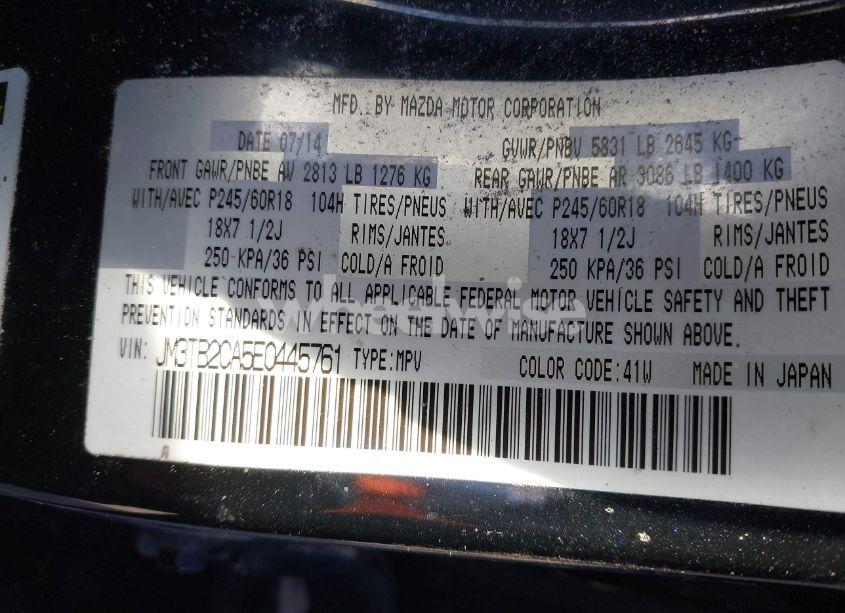 MFD. BY MAZDA MOTOR CORPORATION
DATE 07/14 GVWR/PNBV 5831 LB 2645 KG
FRONT GAWR/PNBE AV 2813 LB 1276 KG REAR GAWR/PNBE AR 3086 LB 1400 KG
WITH/AVEC P245/60R18 104H TIRES/PNEUS WITH/AVEC P245/60R18 104H TIRES/PNEUS
18X7 1/2J RIMS/JANTES 18X7 1/2J RIMS/JANTES
250 KPA/36 PSI COLD/A FROID 250 KPA/36 PSI COLD/A FROID
THIS VEHICLE CONFORMS TO ALL APPLICABLE FEDERAL MOTOR VEHICLE SAFETY AND THEFT
PREVENTION STANDARDS IN EFFECT ON THE DATE OF MANUFACTURE SHOWN ABOVE.
VIN: JM3TB2CA5E0445761 TYPE:MPV COLOR CODE:41W MADE IN JAPAN
wheelwise